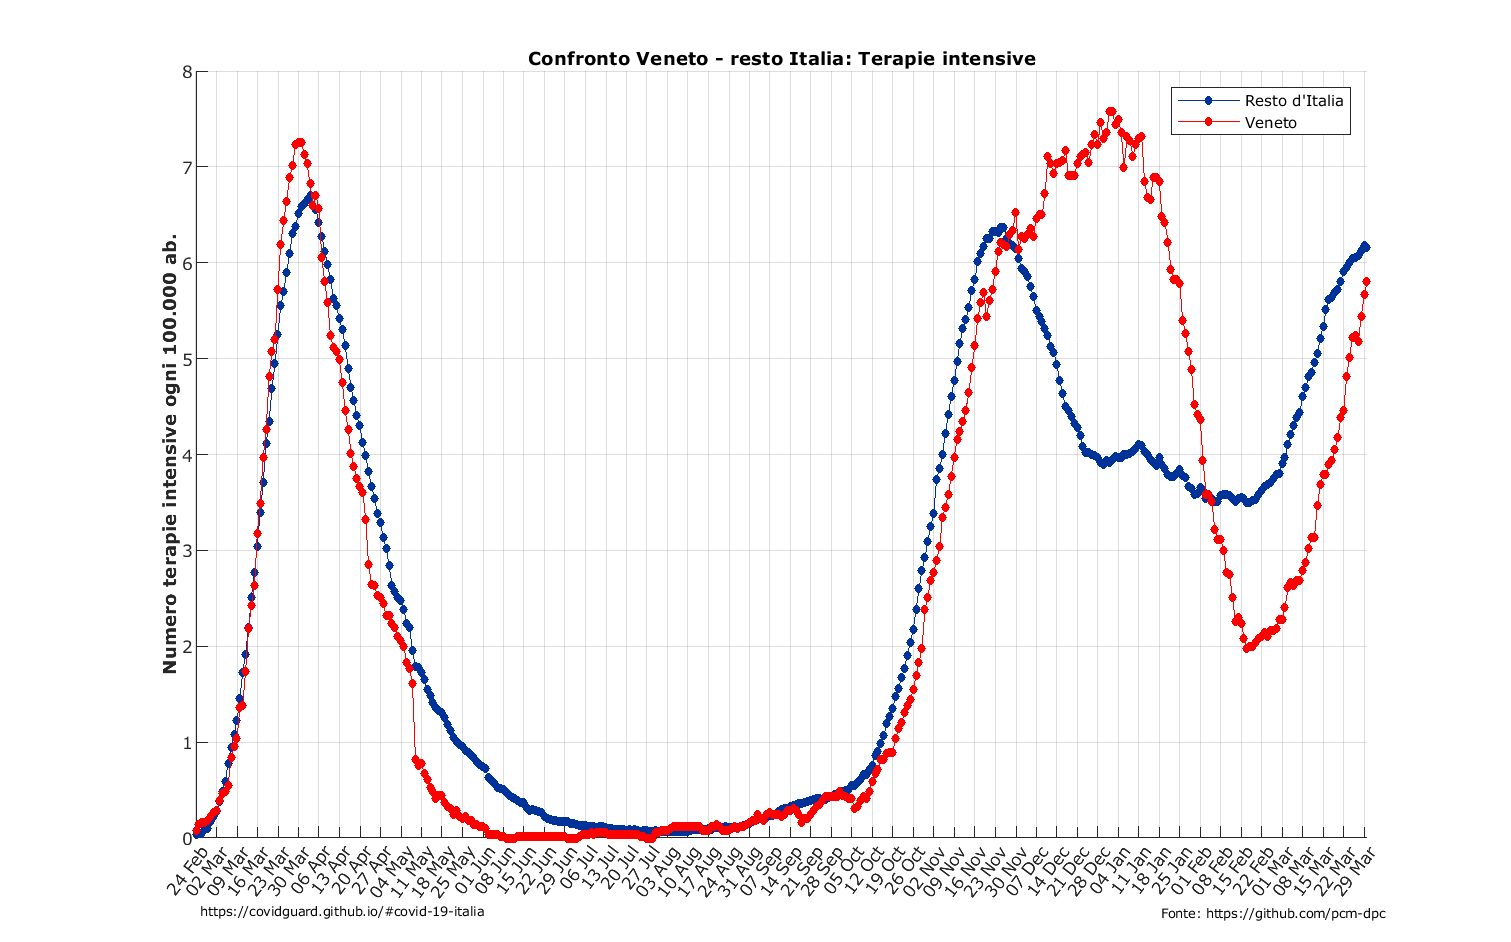 Confronto Veneto - resto Italia: Terapie intensive
Numero terapie intensive ogni 100.000 ab.
8
7
6
5
4
3
2
1
0
Resto d'Italia
Veneto
24 Feb
02 Mar
09 Mar
16 Mar
23 Mar
30 Mar
06 Apr
13 Apr
20 Apr
27 Apr
04 May
11 May
18 May
25 May
01 Jun
08 Jun
15 Jun
22 Jun
29 Jun
06 Jul
13 Jul
20 Jul
27 Jul
03 Aug
10 Aug
17 Aug
24 Aug
31 Aug
07 Sep
14 Sep
21 Sep
28 Sep
05 Oct
12 Oct
19 Oct
26 Oct
02 Nov
09 Nov
16 Nov
23 Nov
30 Nov
07 Dec
14 Dec
21 Dec
28 Dec
04 Jan
11 Jan
18 Jan
25 Jan
01 Feb
08 Feb
15 Feb
22 Feb
01 Mar
08 Mar
15 Mar
22 Mar
29 Mar
https://covidguard.github.io/#covid-19-italia
Fonte: https://github.com/pcm-dpc